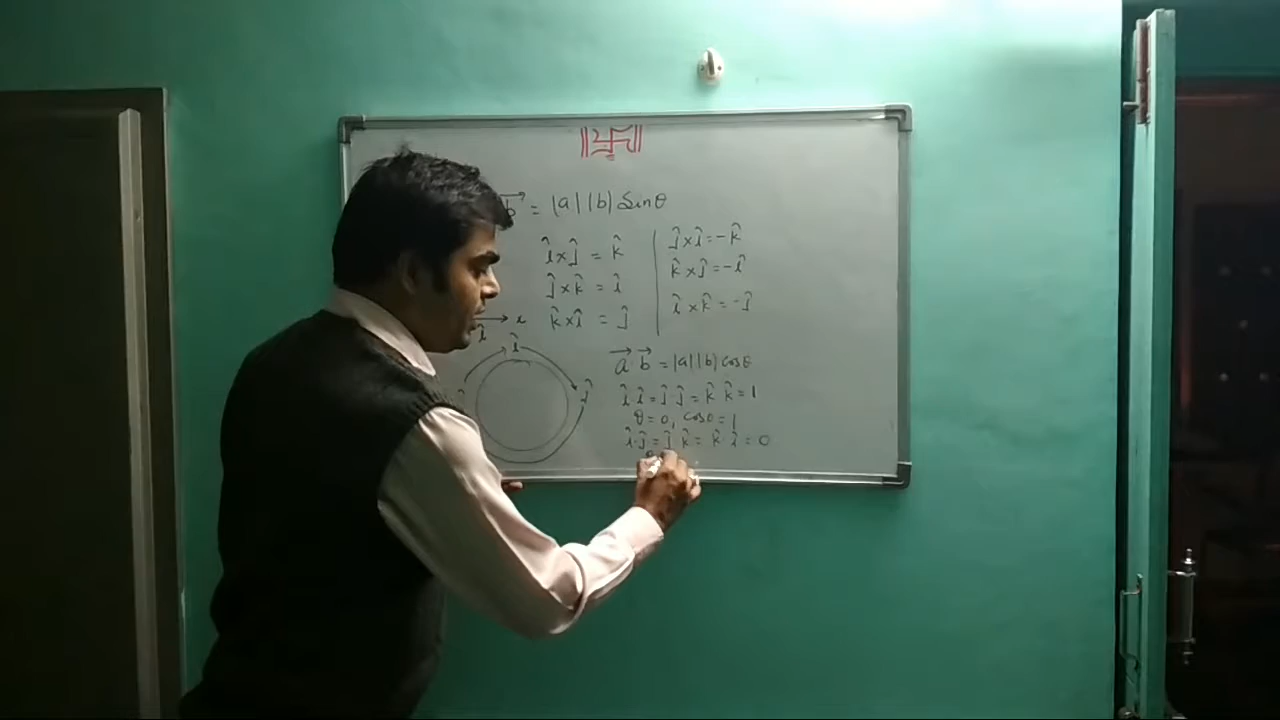 ॥卐॥
b⃗ = |a||b| Sinθ
î×ĵ = k̂
ĵ×k̂ = î
k̂×î = ĵ
ĵ×î = -k̂
k̂×ĵ = -î
î×k̂ = -ĵ
î x
î
ĵ
a⃗ b⃗ = |a||b| cosθ
î.î = ĵ ĵ = k̂ k̂ = 1
θ = 0, cosθ = 1
î.ĵ = ĵ k̂ = k̂ î = 0